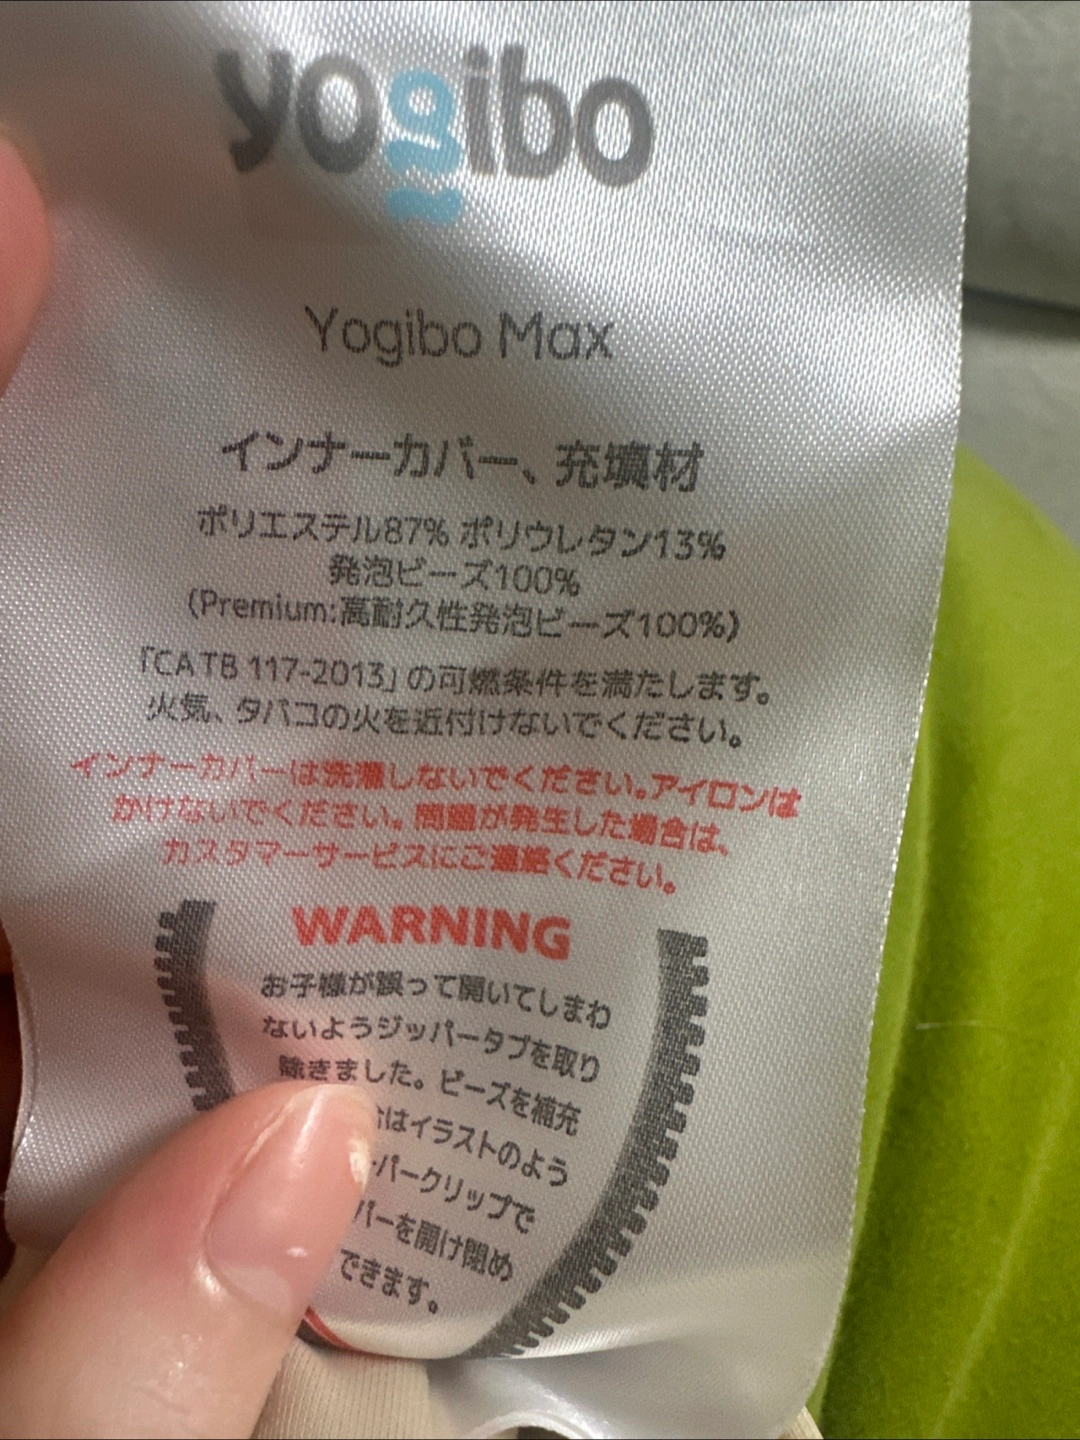 yogibo
Yogibo Max
インナーカバー、充填材
ポリエステル87% ポリウレタン13%
発泡ビーズ100%
(Premium:高耐久性発泡ビーズ100%)
「CA TB 117-2013」の可燃条件を満たします。
火気、タバコの火を近付けないでください。
インナーカバーは洗濯しないでください。アイロンは
かけないでください。問題が発生した場合は、
カスタマーサービスにご連絡ください。
WARNING
お子様が誤って開いてしまわ
ないようジッパータブを取り
除きました。ビーズを補充
はイラストのよう
パークリップで
バーを開け閉め
できます。